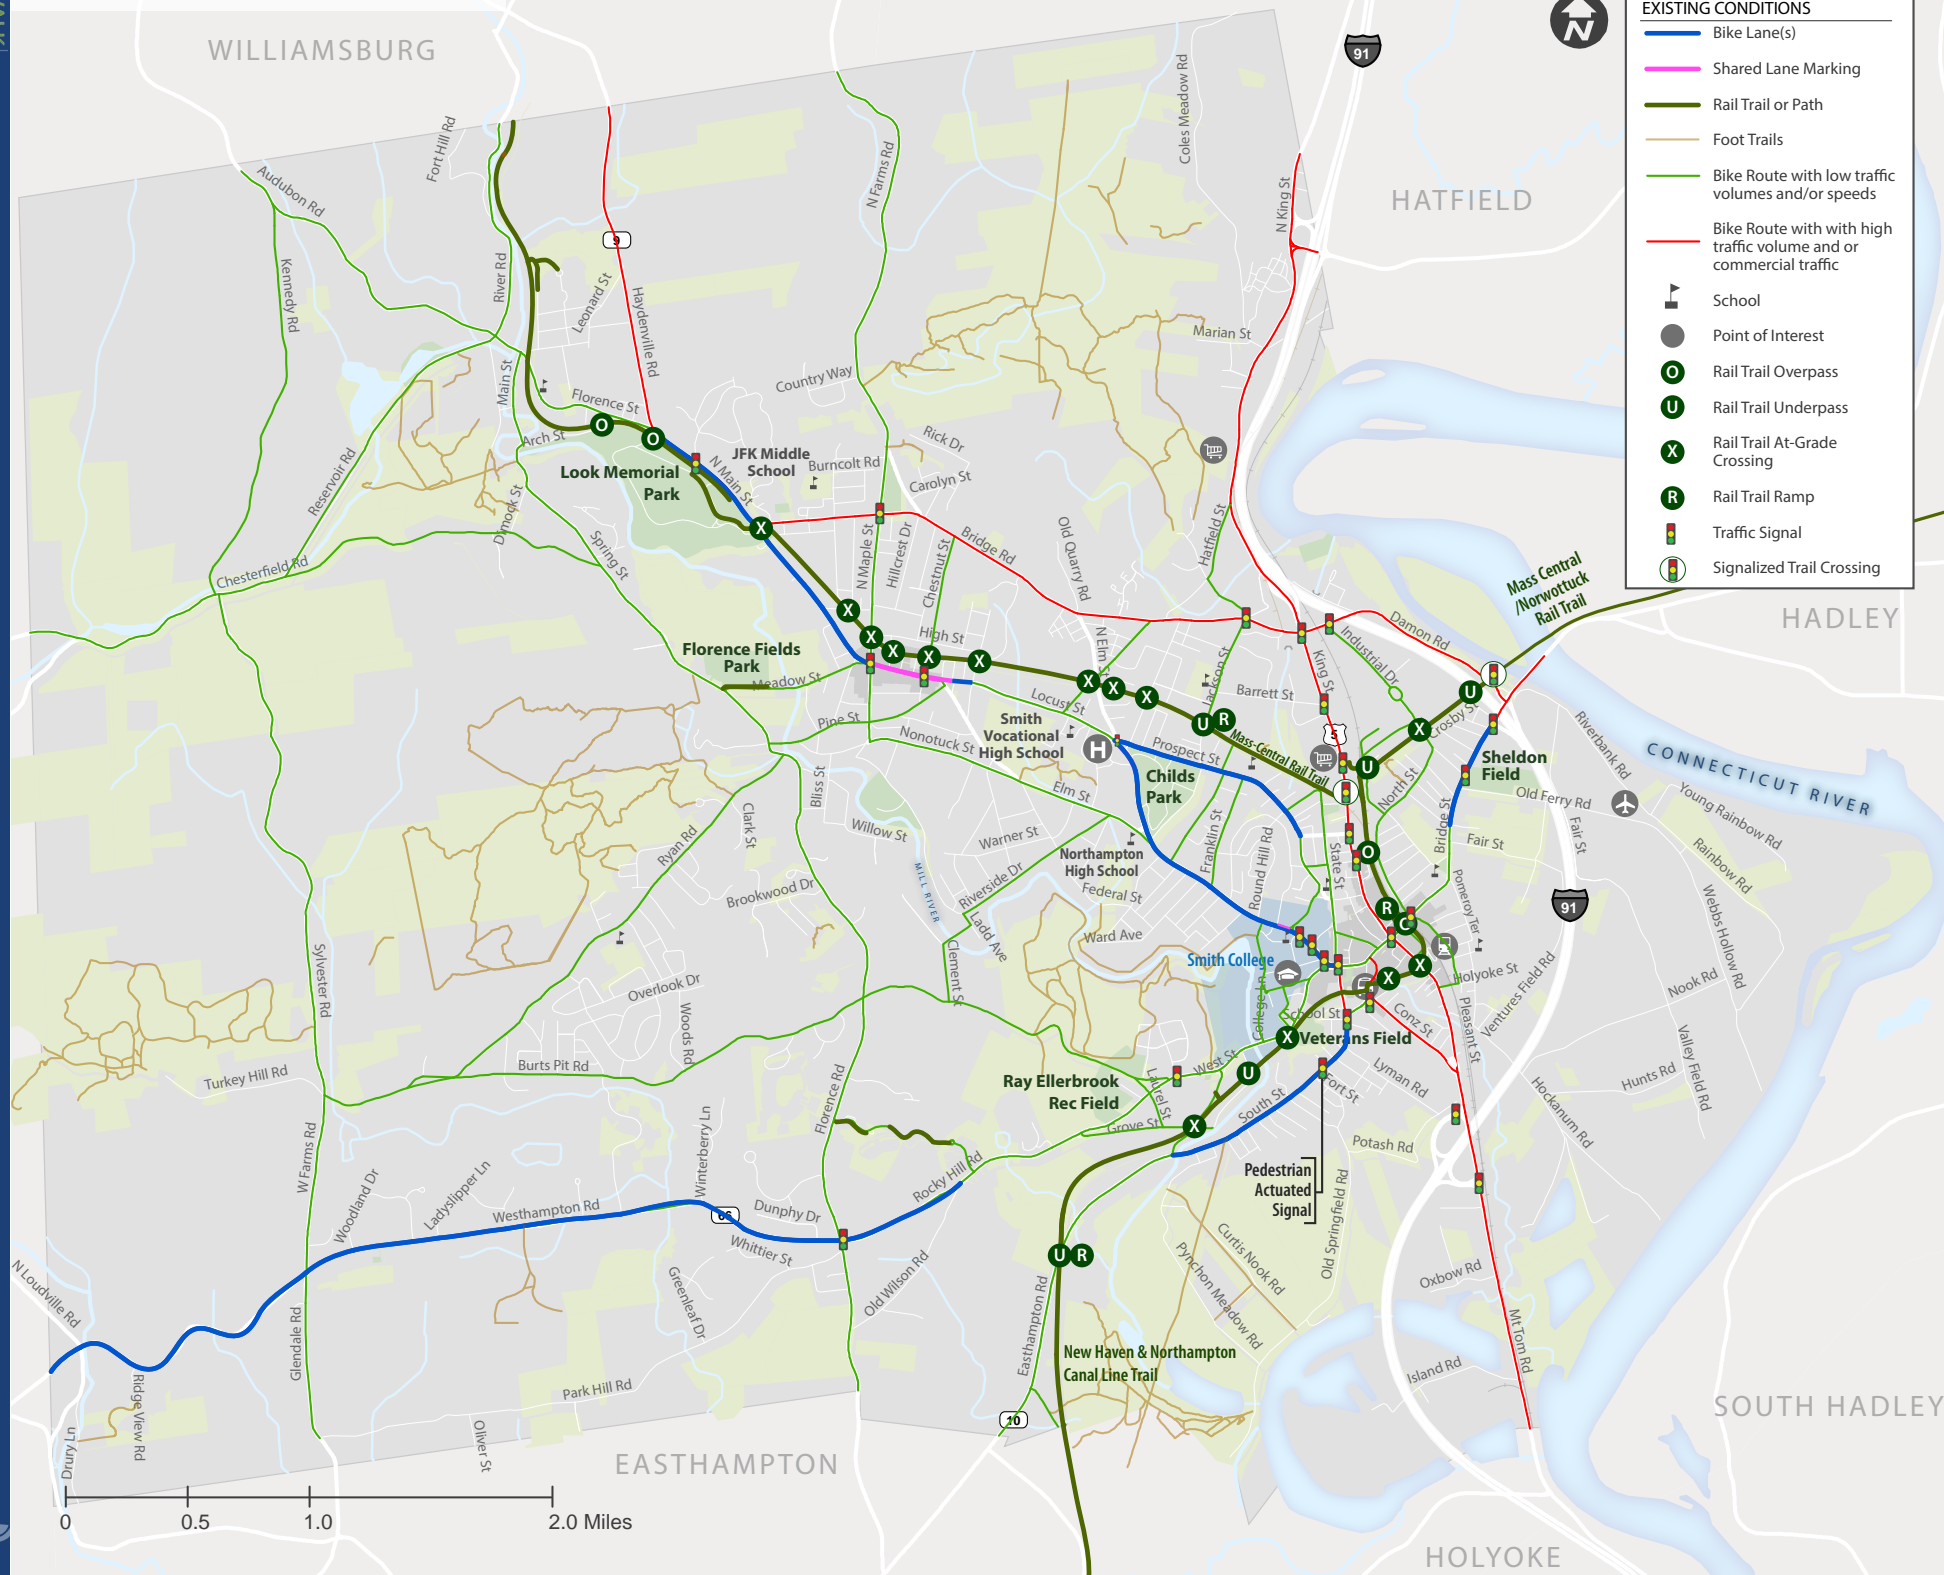 EXISTING CONDITIONS
Bike Lane(s)
Shared Lane Marking
Rail Trail or Path
Foot Trails
Bike Route with low traffic
volumes and/or speeds
Bike Route with with high
traffic volume and or
commercial traffic
School
Point of Interest
O
Rail Trail Overpass
U
Rail Trail Underpass
X
Rail Trail At-Grade
Crossing
R
Rail Trail Ramp
Traffic Signal
Signalized Trail Crossing
N
WILLIAMSBURG
HATFIELD
HADLEY
SOUTH HADLEY
HOLYOKE
EASTHAMPTON
CONNECTICUT RIVER
MILL RIVER
91
91
9
5
66
10
Fort Hill Rd
Audubon Rd
Kennedy Rd
River Rd
Leonard St
Haydenville Rd
N Farms Rd
Coles Meadow Rd
N King St
Marian St
Country Way
Main St
Florence St
Arch St
Look Memorial
Park
JFK Middle
School
N Main St
Burncolt Rd
Rick Dr
Carolyn St
Reservoir Rd
Dimock St
Chesterfield Rd
Spring St
N Maple St
Hillcrest Dr
Chestnut St
Bridge Rd
Old Quarry Rd
Hatfield St
Mass Central
/Norwottuck
Rail Trail
Damon Rd
Industrial Dr
High St
N Elm St
Florence Fields
Park
Meadow St
Pine St
Locust St
Jackson St
Barrett St
King St
Crosby St
Smith
Vocational
High School
H
Nonotuck St
Prospect St
Mass-Central Rail Trail
Childs
Park
Elm St
North St
Sheldon
Field
Riverbank Rd
Old Ferry Rd
Young Rainbow Rd
Rainbow Rd
Fair St
Fair St
Bridge St
Bliss St
Clark St
Ryan Rd
Willow St
Warner St
Northampton
High School
Franklin St
Round Hill Rd
State St
Brookwood Dr
Riverside Dr
Federal St
Ladd Ave
Ward Ave
Pomeroy Ter
Webbs Hollow Rd
Smith College
Clement St
Sylvester Rd
Overlook Dr
Woods Rd
College Ln
School St
Veterans Field
Conz St
Holyoke St
Pleasant St
Ventures Field Rd
Nook Rd
Valley Field Rd
Hunts Rd
Hockanum Rd
Turkey Hill Rd
Burts Pit Rd
Florence Rd
Ray Ellerbrook
Rec Field
Laurel St
West St
Grove St
South St
Fort St
Lyman Rd
Potash Rd
Pedestrian
Actuated
Signal
Old Springfield Rd
W Farms Rd
Woodland Dr
Ladyslipper Ln
Westhampton Rd
Winterberry Ln
Dunphy Dr
Whittier St
Rocky Hill Rd
Old Wilson Rd
Greenleaf Dr
Curtis Nook Rd
Pynchon Meadow Rd
Oxbow Rd
Island Rd
Mt Tom Rd
N Loudville Rd
Glendale Rd
Ridge View Rd
Drury Ln
Oliver St
Park Hill Rd
Easthampton Rd
New Haven & Northampton
Canal Line Trail
0
0.5
1.0
2.0 Miles